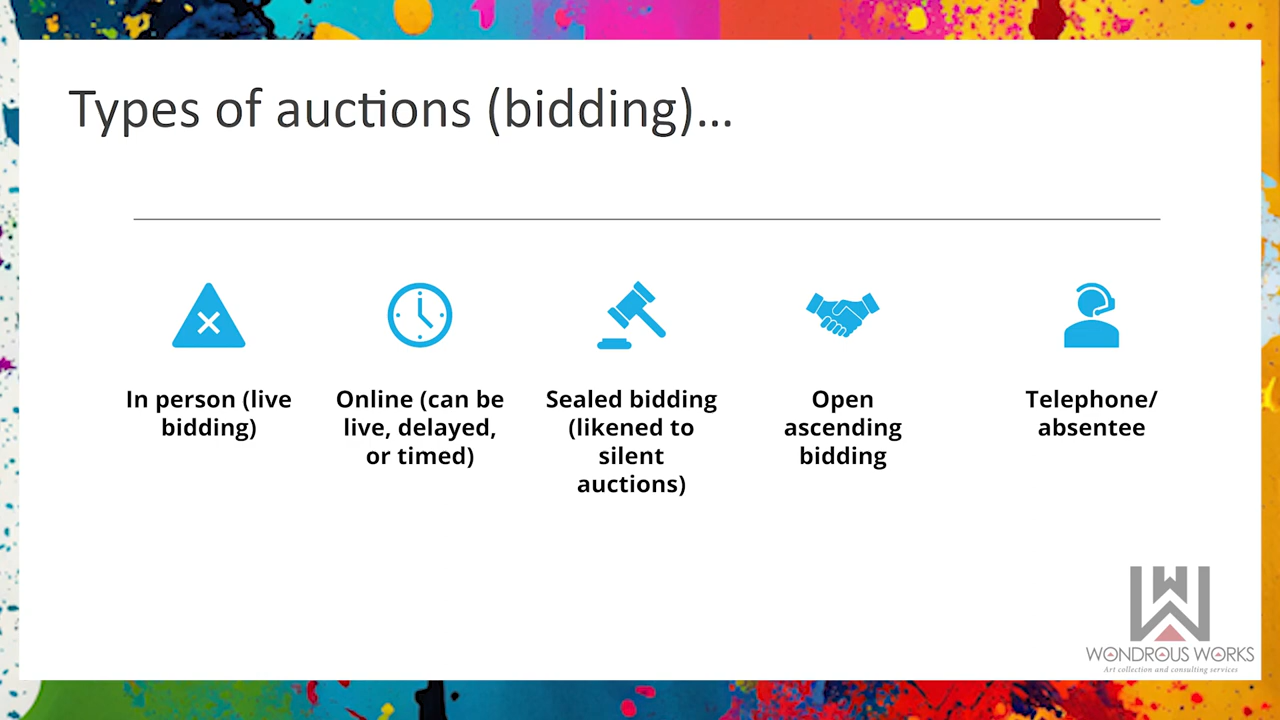 Types of auctions (bidding)...
In person (live
bidding)
Online (can be
live, delayed,
or timed)
Sealed bidding
(likened to
silent
auctions)
Open
ascending
bidding
Telephone/
absentee
WONDROUS WORKS
Art collection and consulting services